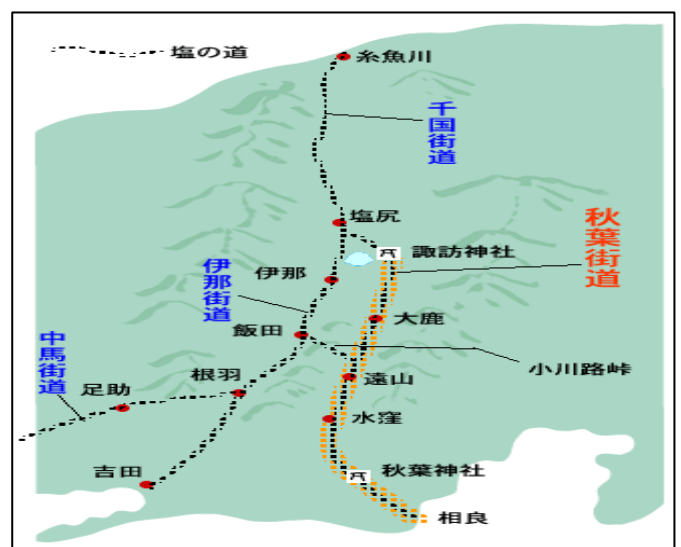 塩の道
糸魚川
千国街道
塩尻
諏訪神社
秋葉街道
伊那
伊那街道
大鹿
飯田
小川路峠
中馬街道
根羽
遠山
足助
水窪
吉田
秋葉神社
相良